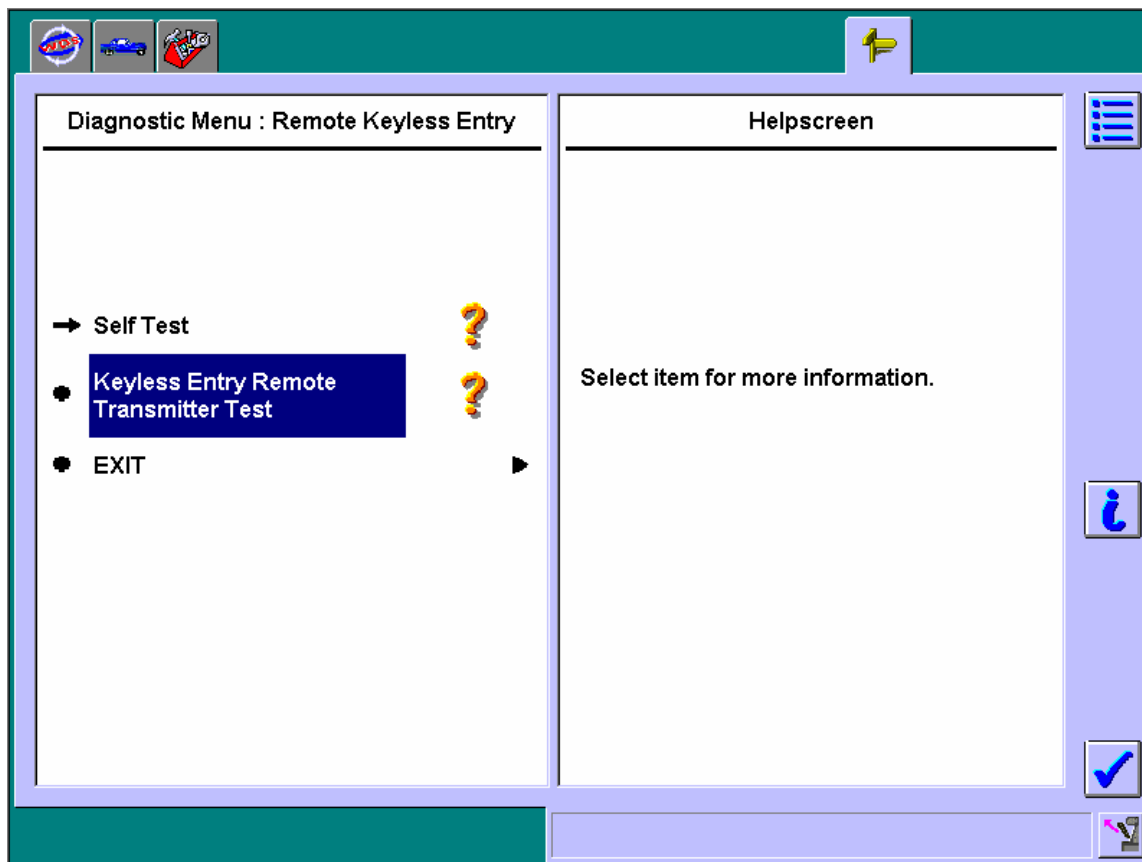 WDS
Diagnostic Menu : Remote Keyless Entry
Helpscreen
Self Test
Keyless Entry Remote
Transmitter Test
Select item for more information.
EXIT